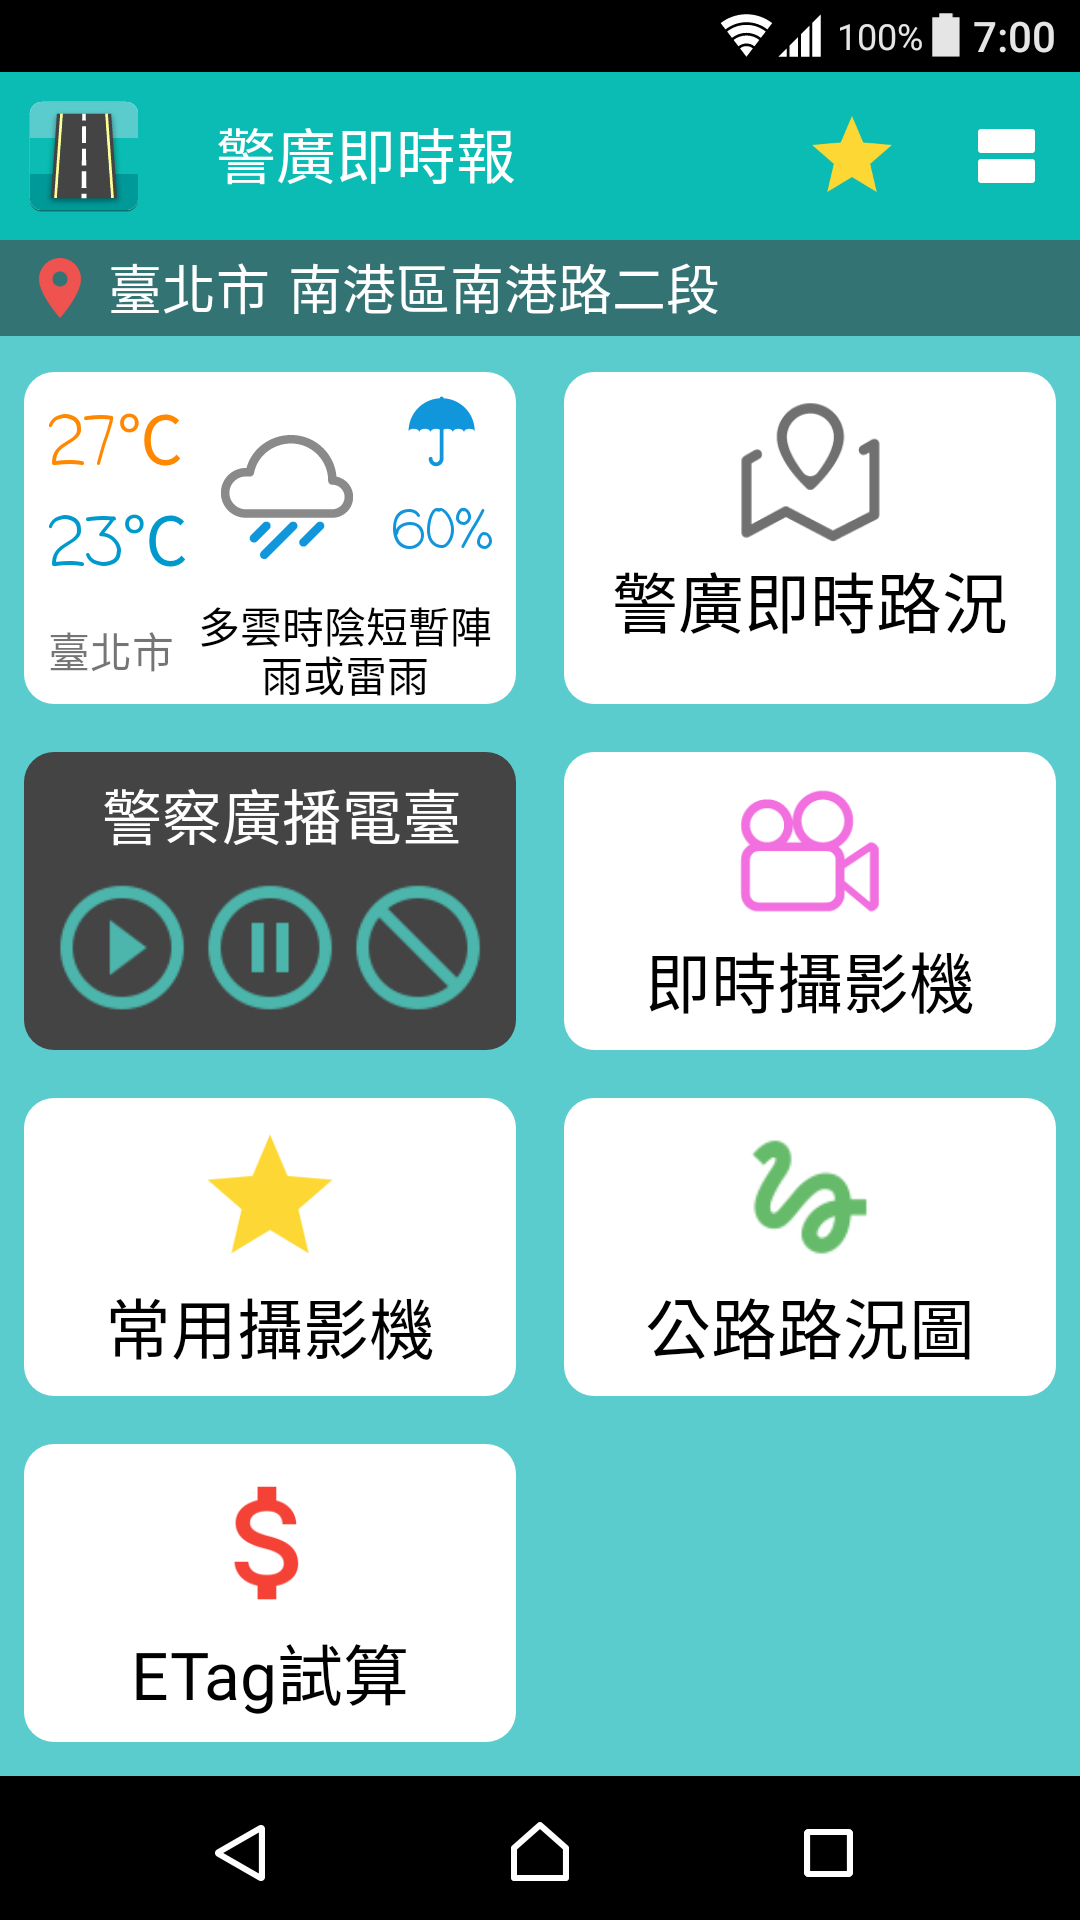 100% 7:00
警廣即時報
臺北市 南港區南港路二段
27°C
23°C
60%
臺北市
多雲時陰短暫陣
雨或雷雨
警廣即時路況
警察廣播電臺
即時攝影機
常用攝影機
公路路況圖
ETag試算